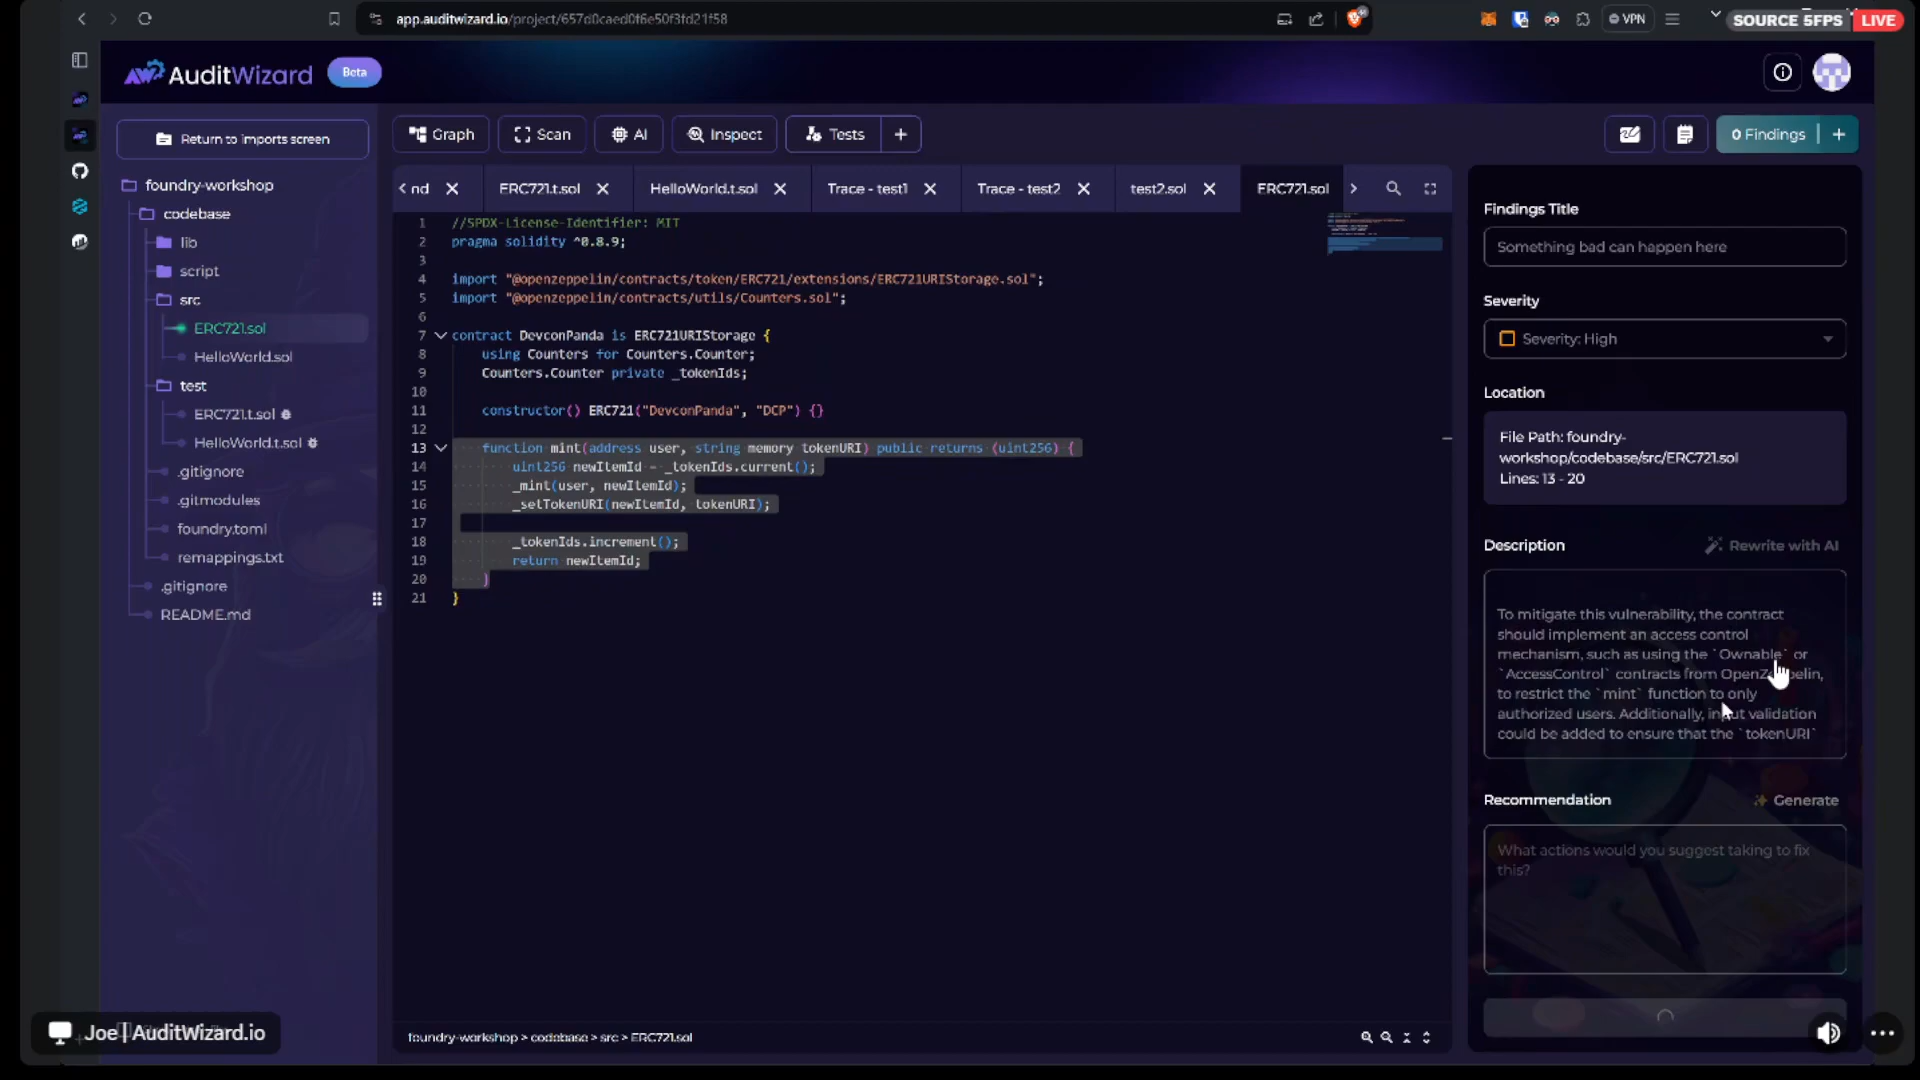 app.auditwizard.io/project/657d0caed0f6e50f3fd21f58
VPN
SOURCE 5FPS
LIVE
AuditWizard
Beta
Return to imports screen
Graph
Scan
AI
Inspect
Tests
0 Findings
foundry-workshop
codebase
lib
script
src
ERC721.sol
HelloWorld.sol
test
ERC721.t.sol
HelloWorld.t.sol
.gitignore
.gitmodules
foundry.toml
remappings.txt
.gitignore
README.md
nd
ERC721.t.sol
HelloWorld.t.sol
Trace - test1
Trace - test2
test2.sol
ERC721.sol
1 //SPDX-License-Identifier: MIT
2 pragma solidity ^0.8.9;
3
4 import "@openzeppelin/contracts/token/ERC721/extensions/ERC721URIStorage.sol";
5 import "@openzeppelin/contracts/utils/Counters.sol";
6
7 contract DevconPanda is ERC721URIStorage {
8 using Counters for Counters.Counter;
9 Counters.Counter private _tokenIds;
10
11 constructor() ERC721("DevconPanda", "DCP") {}
12
13 function mint(address user, string memory tokenURI) public returns (uint256) {
14 uint256 newItemId = _tokenIds.current();
15 _mint(user, newItemId);
16 _setTokenURI(newItemId, tokenURI);
17
18 _tokenIds.increment();
19 return newItemId;
20 }
21 }
foundry-workshop > codebase > src > ERC721.sol
Findings Title
Something bad can happen here
Severity
Severity: High
Location
File Path: foundry-
workshop/codebase/src/ERC721.sol
Lines: 13 - 20
Description
Rewrite with AI
To mitigate this vulnerability, the contract
should implement an access control
mechanism, such as using the `Ownable` or
`AccessControl` contracts from OpenZeppelin,
to restrict the `mint` function to only
authorized users. Additionally, input validation
could be added to ensure that the `tokenURI`
Recommendation
Generate
What actions would you suggest taking to fix
this?
Joe | AuditWizard.io